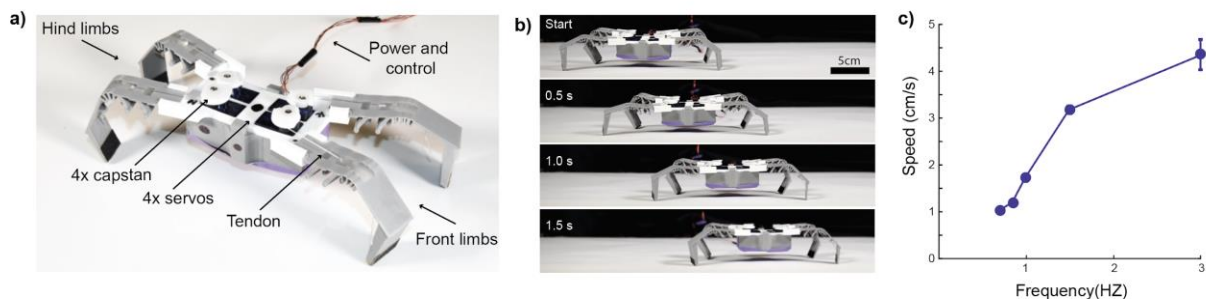 a)
Hind limbs
Power and
control
4x capstan
4x servos
Tendon
Front limbs
b)
Start
5cm
0.5 s
1.0 s
1.5 s
c)
5
4
3
2
1
0
Speed (cm/s)
1
2
3
Frequency(HZ)